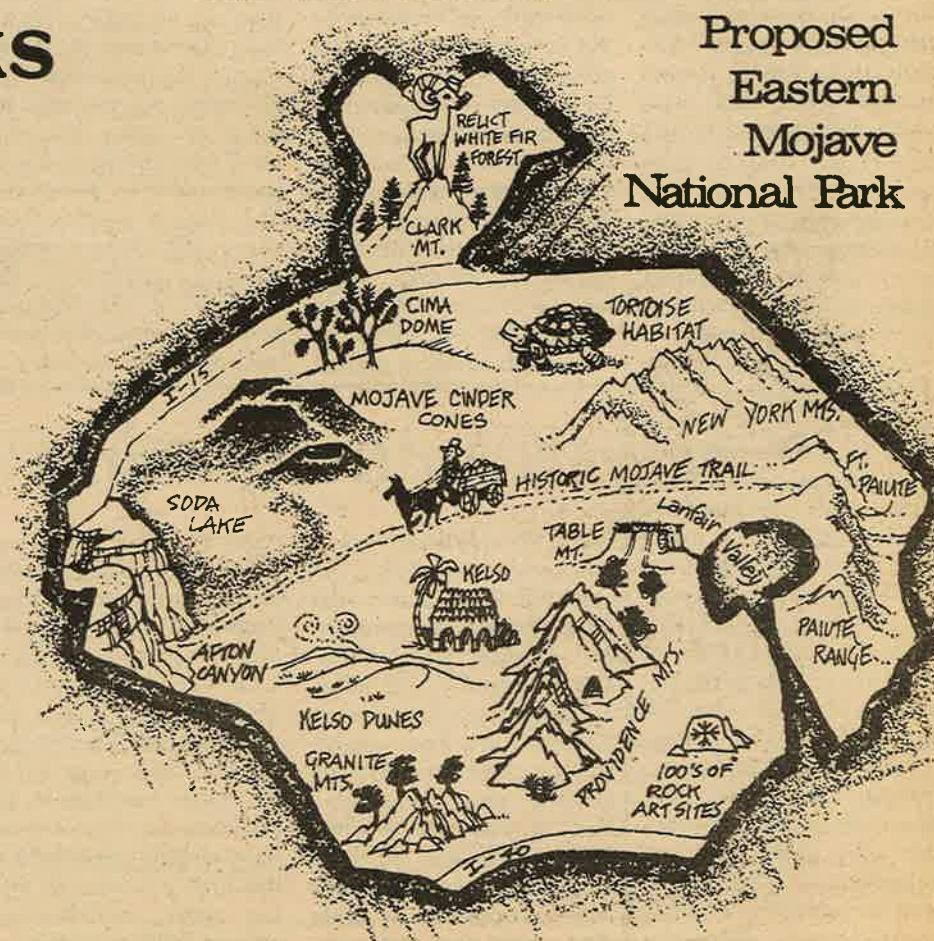 Proposed
Eastern
Mojave
National Park
RELICT
WHITE FIR
FOREST
CLARK
MT.
CIMA
DOME
TORTOISE
HABITAT
I-15
MOJAVE CINDER
CONES
NEW YORK MTS.
HISTORIC MOJAVE TRAIL
FT.
PAIUTE
SODA
LAKE
TABLE
MT.
Lanfair
Valley
KELSO
PAIUTE
RANGE
AFTON
CANYON
KELSO DUNES
PROVIDENCE MTS.
GRANITE
MTS.
100'S OF
ROCK
ART SITES